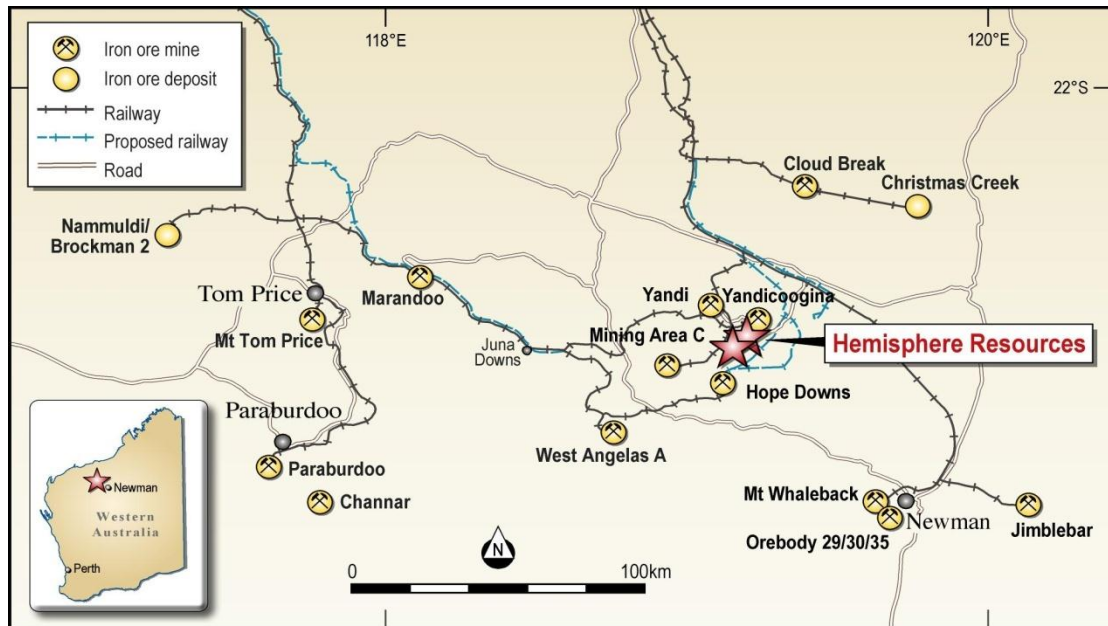 118°E
120°E
22°S
Iron ore mine
Iron ore deposit
Railway
Proposed railway
Road
Cloud Break
Christmas Creek
Nammuldi/
Brockman 2
Marandoo
Tom Price
Mt Tom Price
Yandi
Yandicoogina
Mining Area C
Hemisphere Resources
Juna
Downs
Hope Downs
Paraburdoo
Paraburdoo
Channar
West Angelas A
Mt Whaleback
Newman
Orebody 29/30/35
Jimblebar
Newman
Western
Australia
Perth
N
0
100km